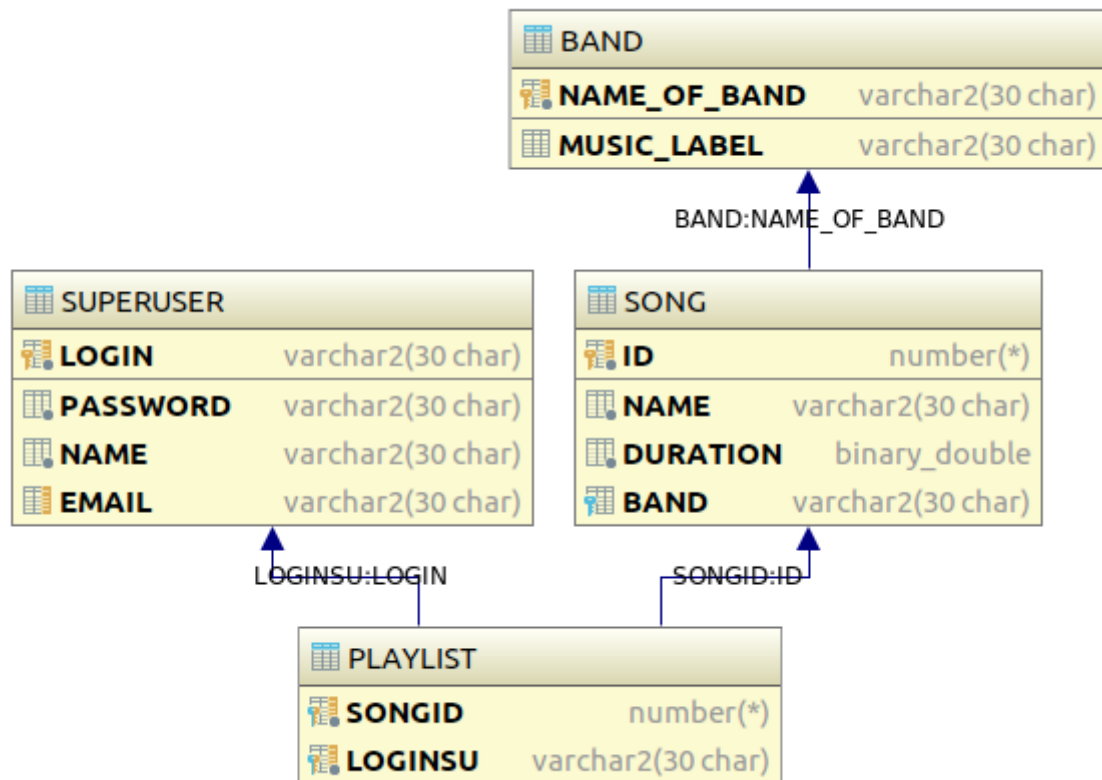 BAND
NAME_OF_BAND varchar2(30 char)
MUSIC_LABEL varchar2(30 char)
BAND:NAME_OF_BAND
SUPERUSER
LOGIN varchar2(30 char)
PASSWORD varchar2(30 char)
NAME varchar2(30 char)
EMAIL varchar2(30 char)
SONG
ID number(*)
NAME varchar2(30 char)
DURATION binary_double
BAND varchar2(30 char)
LOGINSU:LOGIN
SONGID:ID
PLAYLIST
SONGID number(*)
LOGINSU varchar2(30 char)